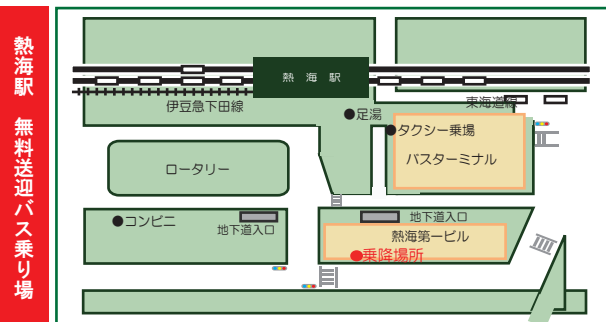 熱海駅 無料送迎バス乗り場
熱海駅
伊豆急下田線
東海道線
足湯
タクシー乗場
バスターミナル
ロータリー
コンビニ
地下道入口
地下道入口
熱海第一ビル
乗降場所